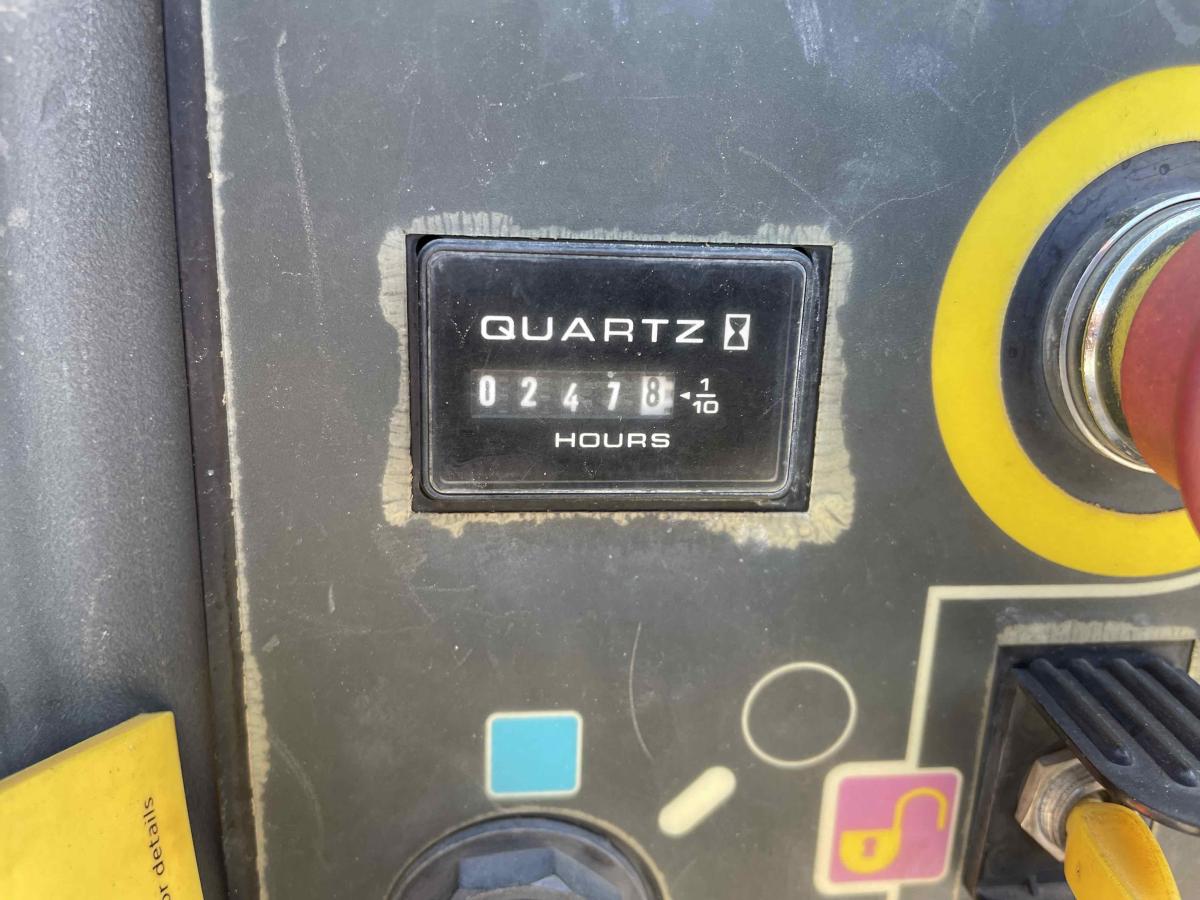 QUARTZ
02478 1/10
HOURS
or details